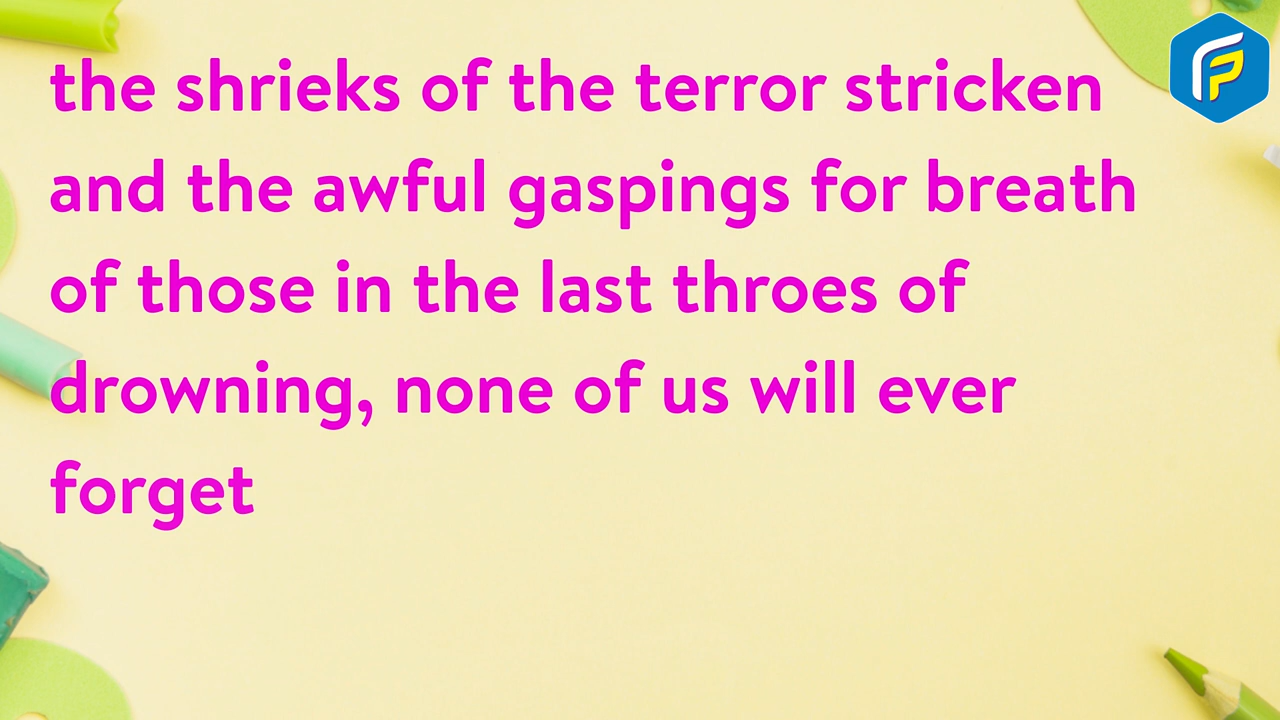 the shrieks of the terror stricken
and the awful gaspings for breath
of those in the last throes of
drowning, none of us will ever
forget